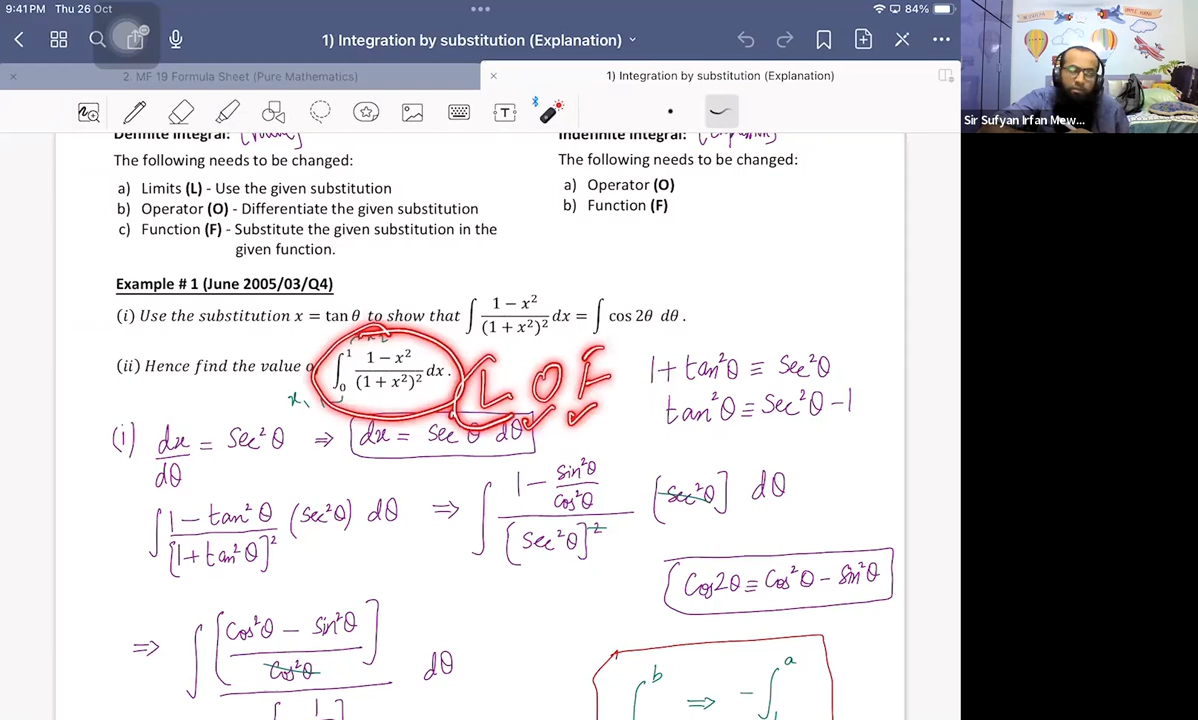 9:41 PM Thu 26 Oct
84%
1) Integration by substitution (Explanation)
2. MF 19 Formula Sheet (Pure Mathematics)
1) Integration by substitution (Explanation)
Sir Sufyan Irfan Mew...
Definite Integral:
Indefinite Integral:
The following needs to be changed:
a) Limits (L) - Use the given substitution
b) Operator (O) - Differentiate the given substitution
c) Function (F) - Substitute the given substitution in the
given function.
The following needs to be changed:
a) Operator (O)
b) Function (F)
Example # 1 (June 2005/03/Q4)
(i) Use the substitution x = tan θ to show that ∫ (1 − x²)/(1 + x²)² dx = ∫ cos 2θ dθ .
(ii) Hence find the value o ∫₀¹ (1 − x²)/(1 + x²)² dx .
L O F
x₁
1 + tan²θ ≡ Sec²θ
tan²θ ≡ Sec²θ − 1
(i) dx/dθ = Sec²θ ⇒ dx = Sec²θ dθ
∫ (1 − tan²θ)/[1 + tan²θ]² (Sec²θ) dθ ⇒ ∫ (1 − Sin²θ/Cos²θ)/[Sec²θ]² [Sec²θ] dθ
Cos2θ ≡ Cos²θ − Sin²θ
⇒ ∫ [(Cos²θ − Sin²θ)/Cos²θ] dθ
∫ b ⇒ −∫ a